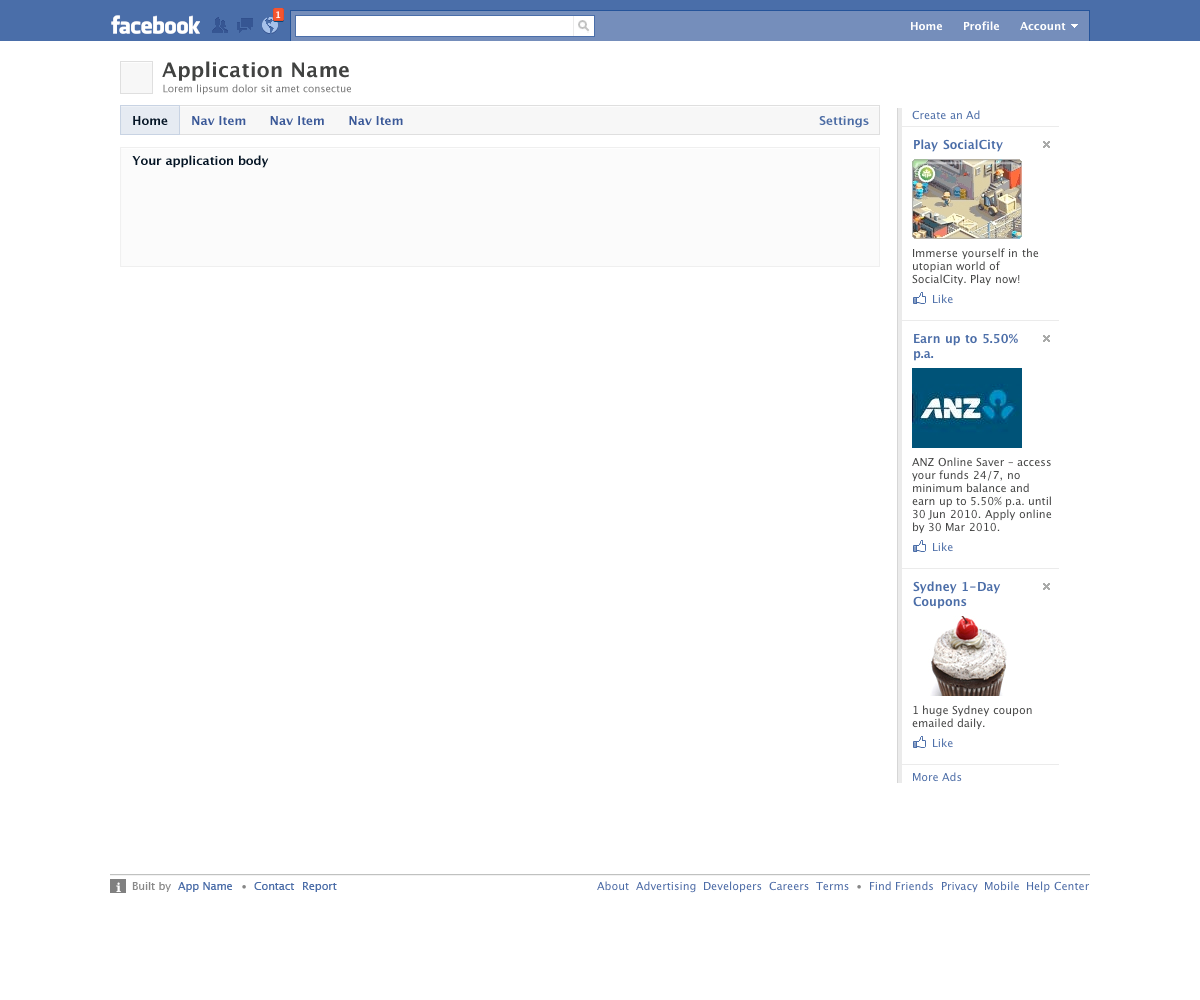 facebook
1
Home Profile Account
Application Name
Lorem lipsum dolor sit amet consectue
Home Nav Item Nav Item Nav Item Settings
Your application body
Create an Ad
Play SocialCity
Immerse yourself in the
utopian world of
SocialCity. Play now!
Like
Earn up to 5.50%
p.a.
ANZ
ANZ Online Saver – access
your funds 24/7, no
minimum balance and
earn up to 5.50% p.a. until
30 Jun 2010. Apply online
by 30 Mar 2010.
Like
Sydney 1-Day
Coupons
1 huge Sydney coupon
emailed daily.
Like
More Ads
Built by App Name • Contact Report
About Advertising Developers Careers Terms • Find Friends Privacy Mobile Help Center